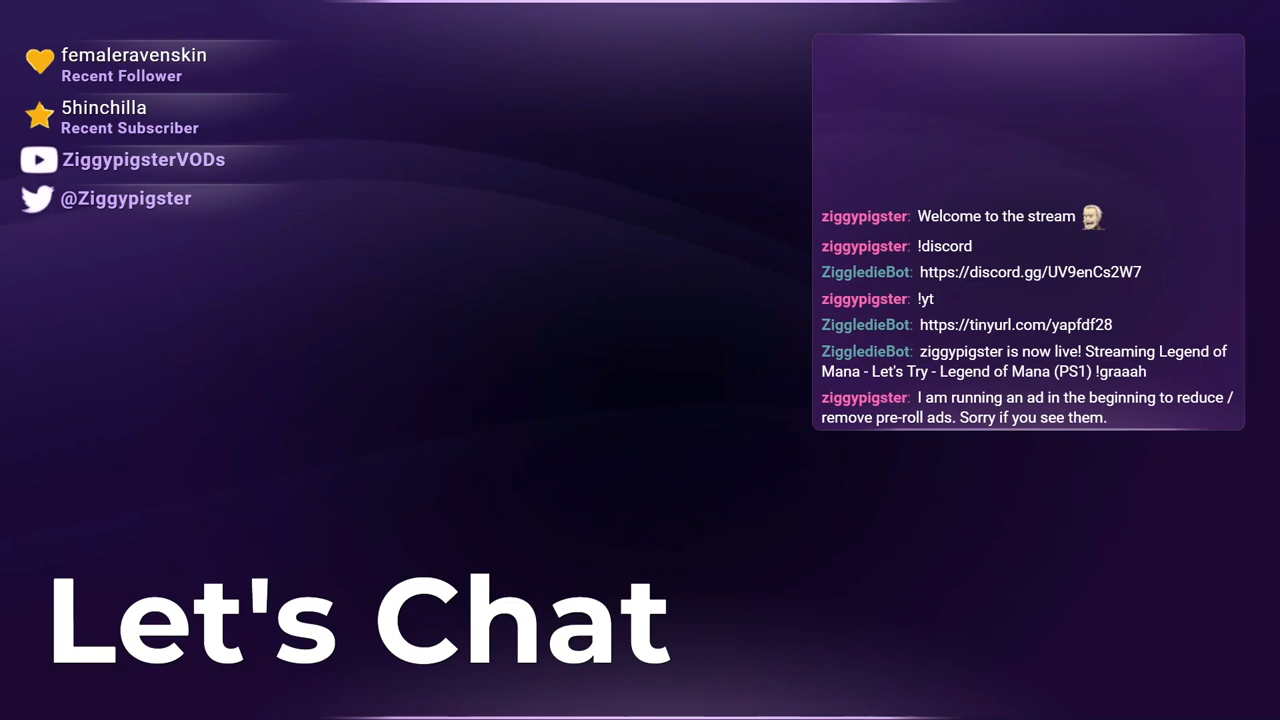 femaleravenskin
Recent Follower
5hinchilla
Recent Subscriber
ZiggypigsterVODs
@Ziggypigster
ziggypigster: Welcome to the stream
ziggypigster: !discord
ZiggledieBot: https://discord.gg/UV9enCs2W7
ziggypigster: !yt
ZiggledieBot: https://tinyurl.com/yapfdf28
ZiggledieBot: ziggypigster is now live! Streaming Legend of
Mana - Let's Try - Legend of Mana (PS1) !graaah
ziggypigster: I am running an ad in the beginning to reduce /
remove pre-roll ads. Sorry if you see them.
Let's Chat